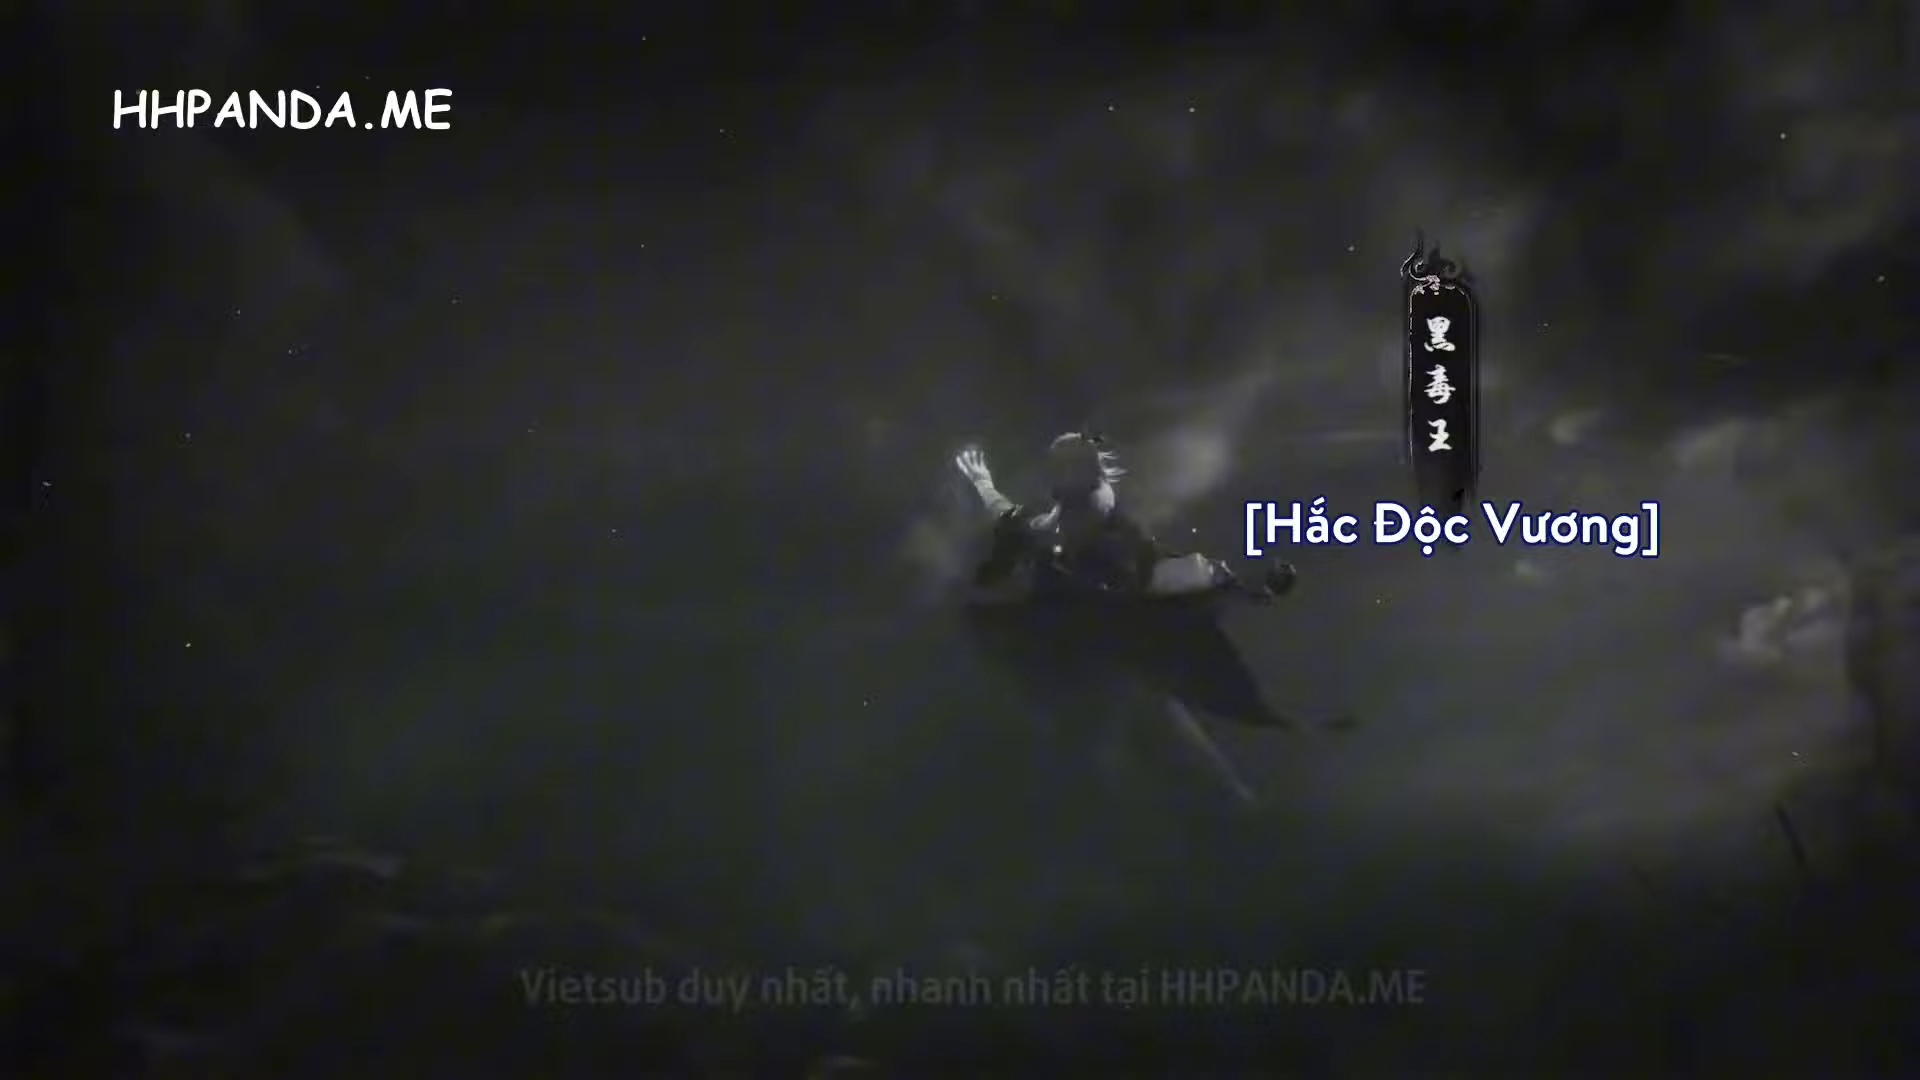 HHPANDA.ME
黑毒王
[Hắc Độc Vương]
Vietsub duy nhất, nhanh nhất tại HHPANDA.ME